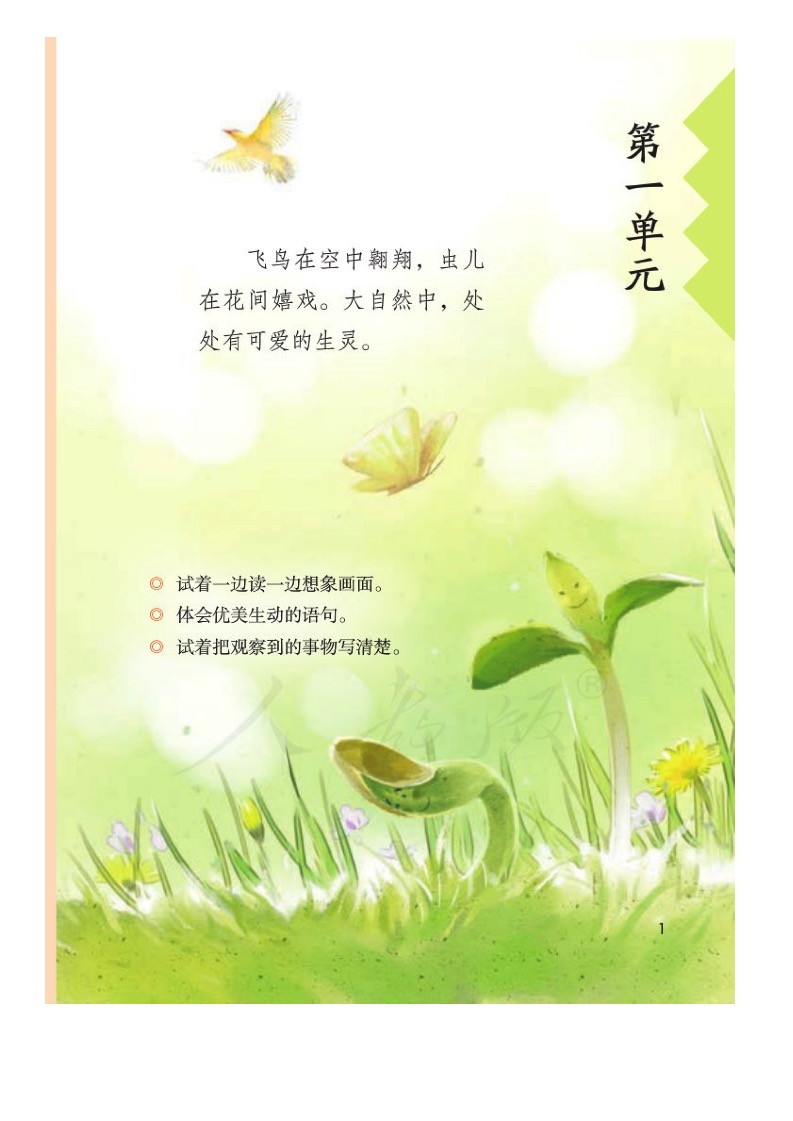 第一单元
飞鸟在空中翱翔，虫儿
在花间嬉戏。大自然中，处
处有可爱的生灵。
◎ 试着一边读一边想象画面。
◎ 体会优美生动的语句。
◎ 试着把观察到的事物写清楚。
人教版®
1